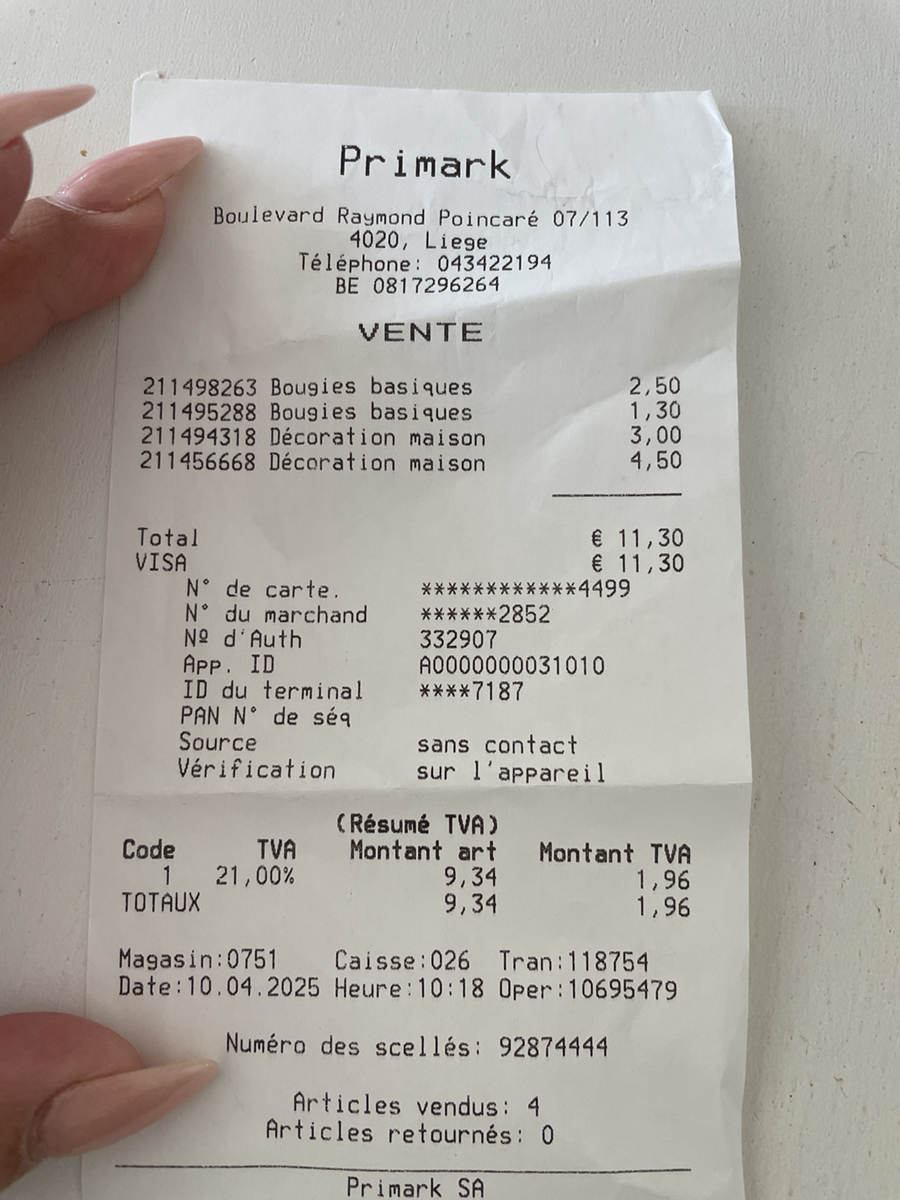 Primark
Boulevard Raymond Poincaré 07/113
4020, Liege
Téléphone: 043422194
BE 0817296264
VENTE
211498263 Bougies basiques 2,50
211495288 Bougies basiques 1,30
211494318 Décoration maison 3,00
211456668 Décoration maison 4,50
Total € 11,30
VISA € 11,30
N° de carte. ************4499
N° du marchand ******2852
Nº d'Auth 332907
App. ID A0000000031010
ID du terminal ****7187
PAN N° de séq
Source sans contact
Vérification sur l'appareil
(Résumé TVA)
Code TVA Montant art Montant TVA
1 21,00% 9,34 1,96
TOTAUX 9,34 1,96
Magasin:0751 Caisse:026 Tran:118754
Date:10.04.2025 Heure:10:18 Oper:10695479
Numéro des scellés: 92874444
Articles vendus: 4
Articles retournés: 0
Primark SA